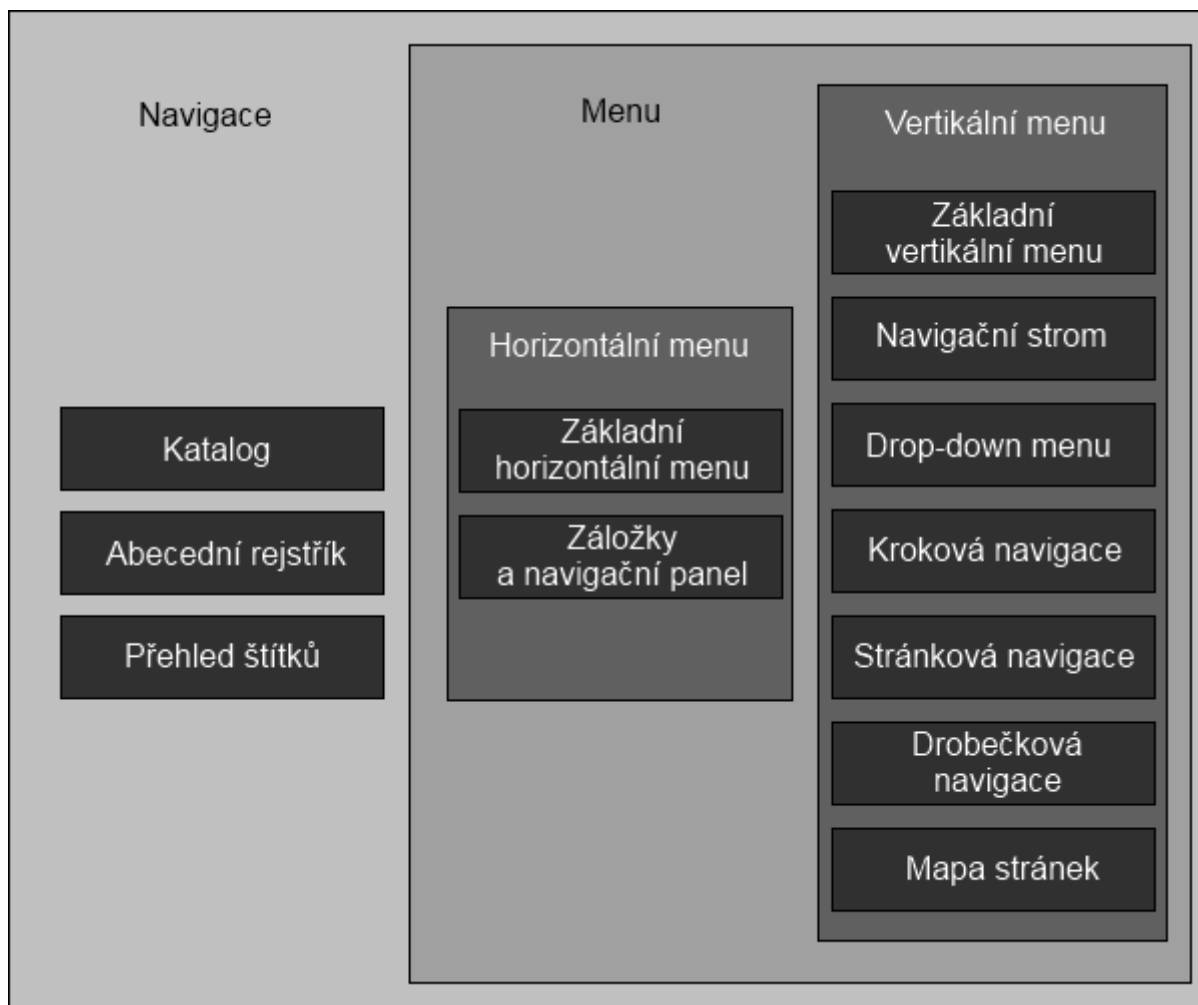 Navigace
Katalog
Abecední rejstřík
Přehled štítků
Menu
Horizontální menu
Základní
horizontální menu
Záložky
a navigační panel
Vertikální menu
Základní
vertikální menu
Navigační strom
Drop-down menu
Kroková navigace
Stránková navigace
Drobečková
navigace
Mapa stránek